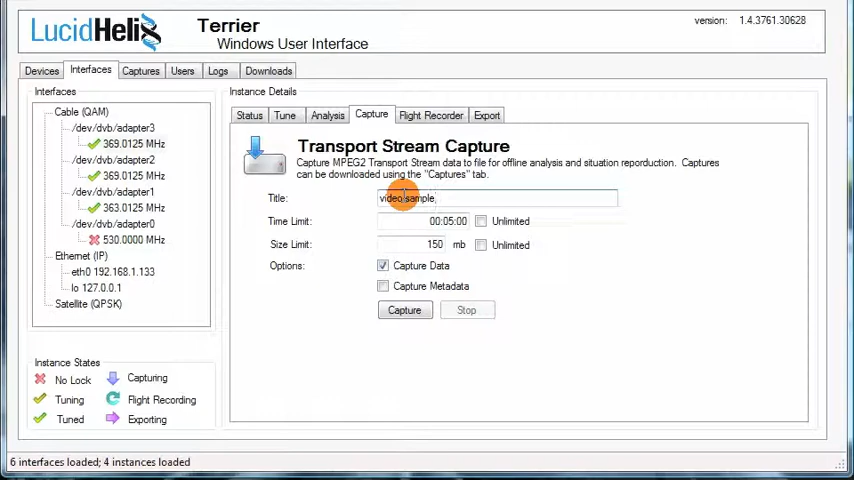 LucidHelix
Terrier
Windows User Interface
version: 1.4.3761.30628
Devices Interfaces Captures Users Logs Downloads
Interfaces
Cable (QAM)
/dev/dvb/adapter3
369.0125 MHz
/dev/dvb/adapter2
369.0125 MHz
/dev/dvb/adapter1
363.0125 MHz
/dev/dvb/adapter0
530.0000 MHz
Ethernet (IP)
eth0 192.168.1.133
lo 127.0.0.1
Satellite (QPSK)
Instance States
No Lock Capturing
Tuning Flight Recording
Tuned Exporting
Instance Details
Status Tune Analysis Capture Flight Recorder Export
Transport Stream Capture
Capture MPEG2 Transport Stream data to file for offline analysis and situation reporduction. Captures
can be downloaded using the "Captures" tab.
Title: video sample
Time Limit: 00:05:00 Unlimited
Size Limit: 150 mb Unlimited
Options: Capture Data
Capture Metadata
Capture Stop
6 interfaces loaded; 4 instances loaded